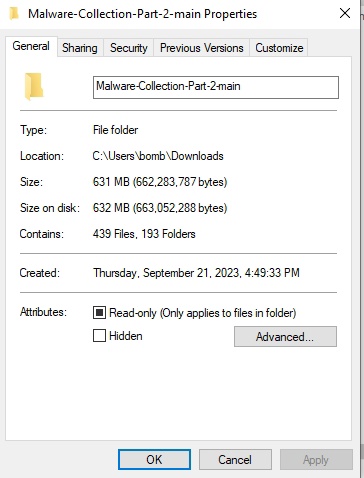 Malware-Collection-Part-2-main Properties
General Sharing Security Previous Versions Customize
Malware-Collection-Part-2-main
Type: File folder
Location: C:\Users\bomb\Downloads
Size: 631 MB (662,283,787 bytes)
Size on disk: 632 MB (663,052,288 bytes)
Contains: 439 Files, 193 Folders
Created: Thursday, September 21, 2023, 4:49:33 PM
Attributes: Read-only (Only applies to files in folder)
Hidden Advanced...
OK Cancel Apply